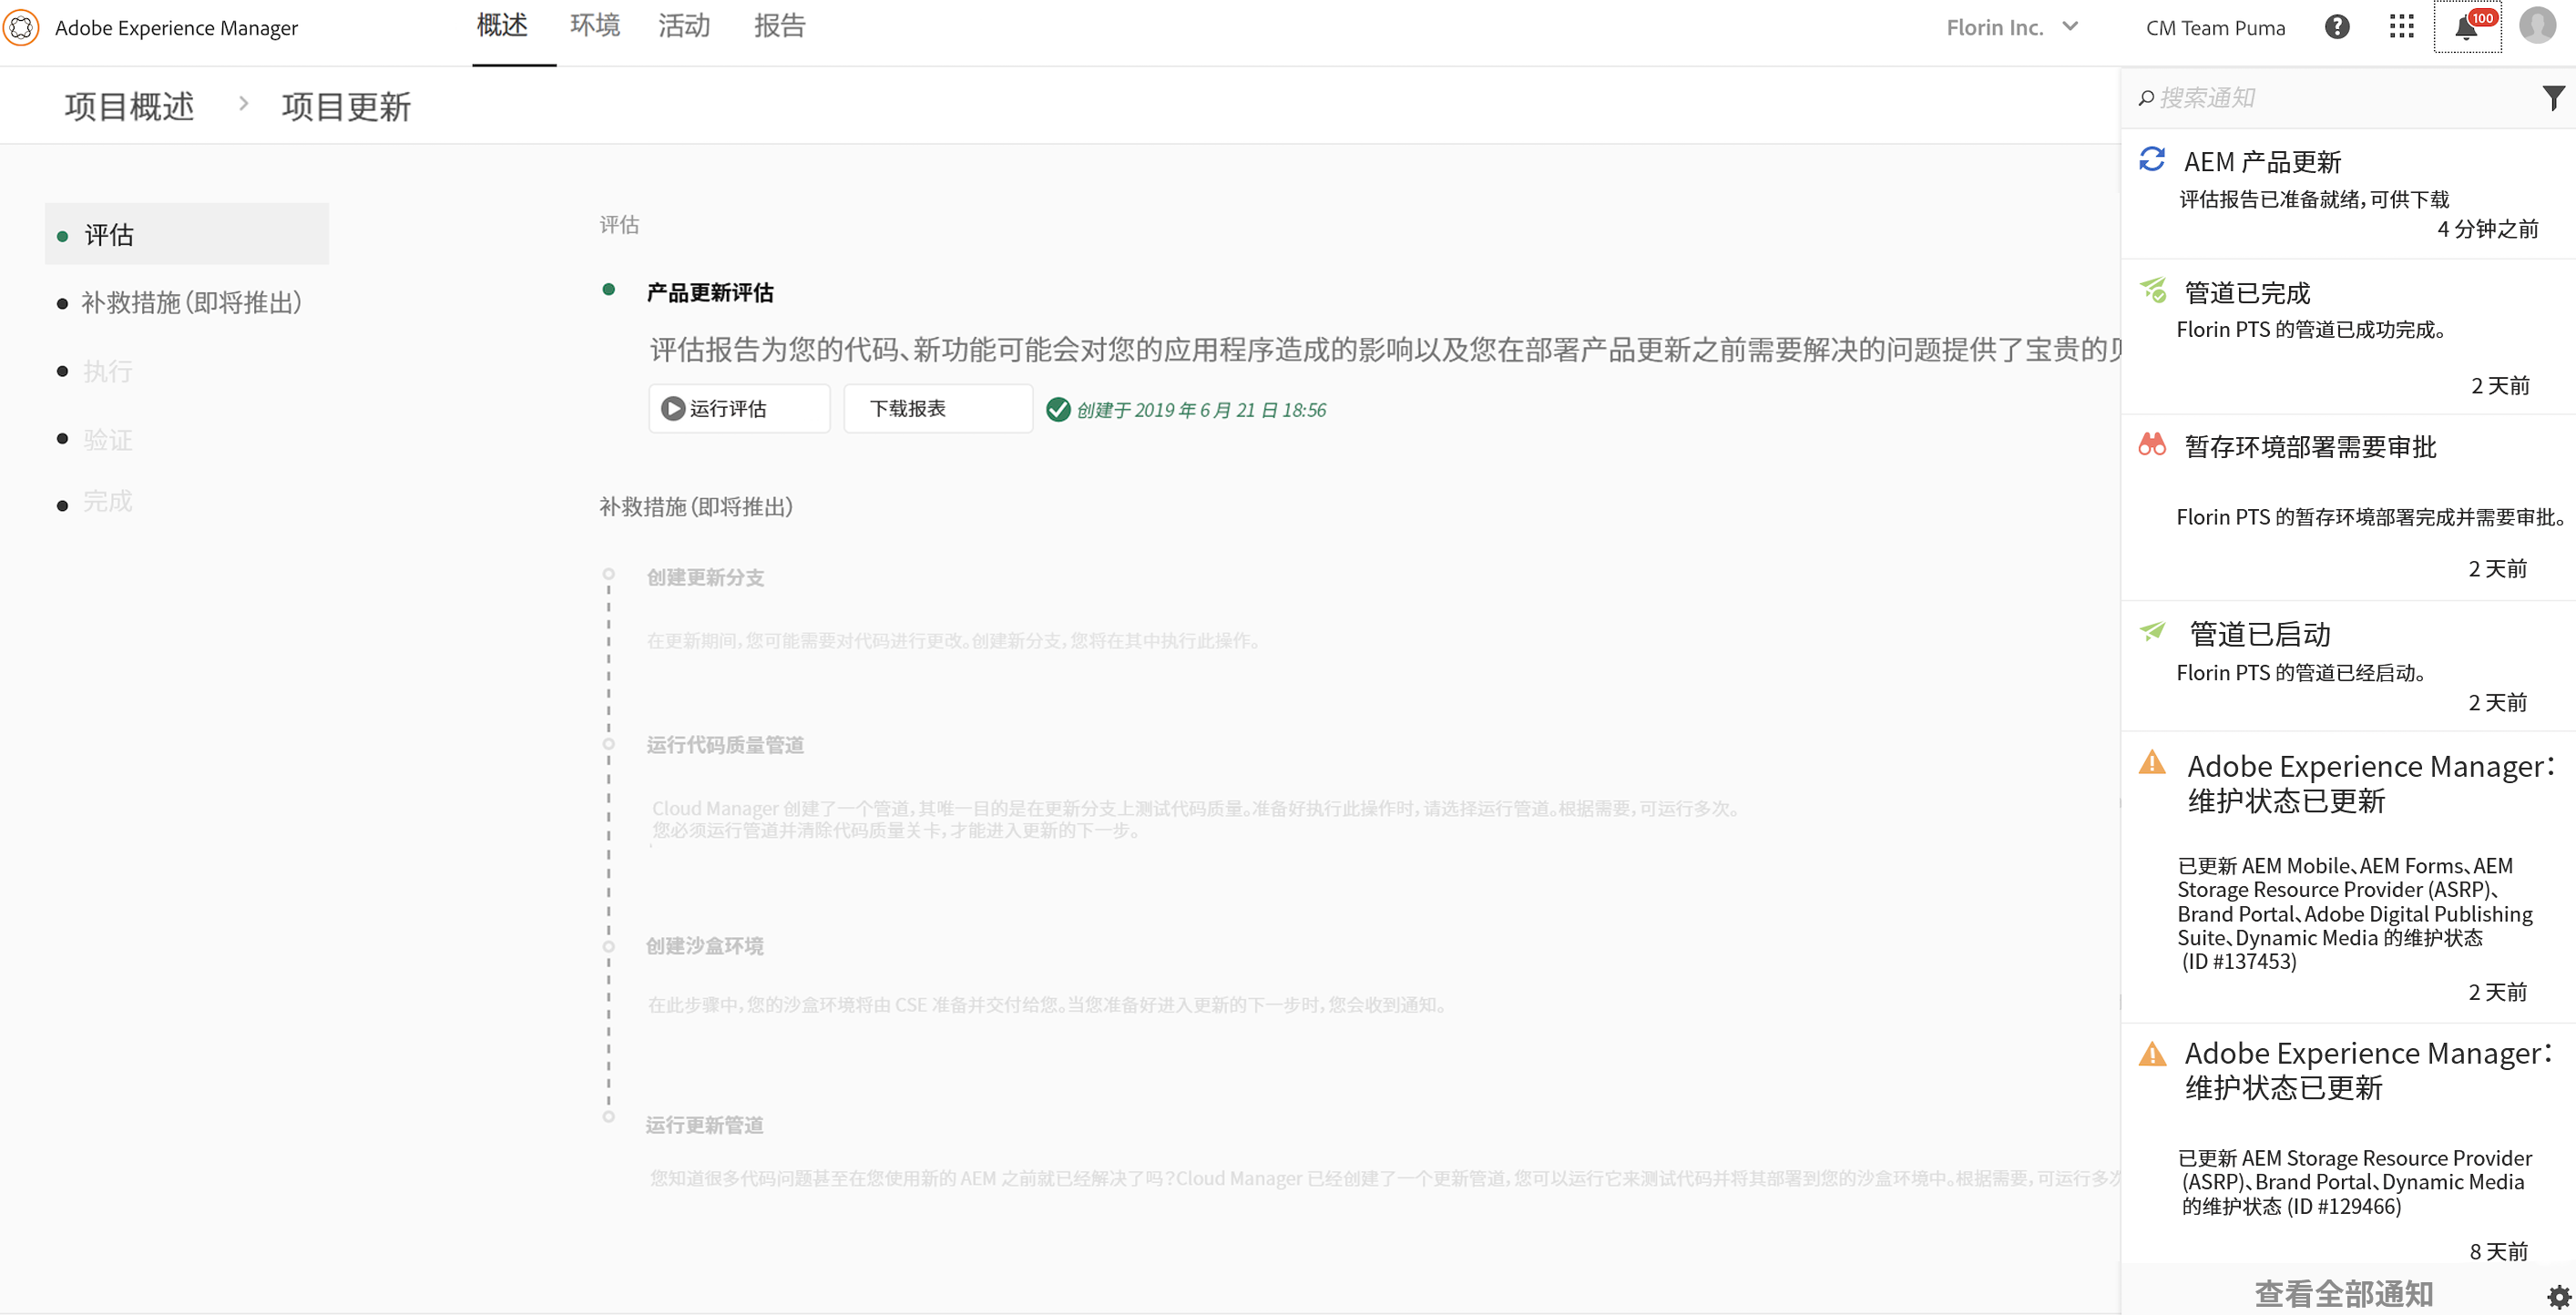 Adobe Experience Manager
概述
环境
活动
报告
Florin Inc.
CM Team Puma
100
项目概述
项目更新
评估
补救措施（即将推出）
执行
验证
完成
评估
产品更新评估
评估报告为您的代码、新功能可能会对您的应用程序造成的影响以及您在部署产品更新之前需要解决的问题提供了宝贵的
运行评估
下载报表
创建于 2019 年 6 月 21 日 18:56
补救措施（即将推出）
创建更新分支
在更新期间，您可能需要对代码进行更改。创建新分支，您将在其中执行此操作。
运行代码质量管道
Cloud Manager 创建了一个管道，其唯一目的是在更新分支上测试代码质量。准备好执行此操作时，请选择运行管道。根据需要，可运行多次。
您必须运行管道并清除代码质量关卡，才能进入更新的下一步。
创建沙盒环境
在此步骤中，您的沙盒环境将由 CSE 准备并交付给您。当您准备好进入更新的下一步时，您会收到通知。
运行更新管道
您知道很多代码问题甚至在您使用新的 AEM 之前就已经解决了吗？Cloud Manager 已经创建了一个更新管道，您可以运行它来测试代码并将其部署到您的沙盒环境中。根据需要，可运行多次
搜索通知
AEM 产品更新
评估报告已准备就绪，可供下载
4 分钟之前
管道已完成
Florin PTS 的管道已成功完成。
2 天前
暂存环境部署需要审批
Florin PTS 的暂存环境部署完成并需要审批。
2 天前
管道已启动
Florin PTS 的管道已经启动。
2 天前
Adobe Experience Manager：
维护状态已更新
已更新 AEM Mobile、AEM Forms、AEM
Storage Resource Provider (ASRP)、
Brand Portal、Adobe Digital Publishing
Suite、Dynamic Media 的维护状态
(ID #137453)
2 天前
Adobe Experience Manager：
维护状态已更新
已更新 AEM Storage Resource Provider
(ASRP)、Brand Portal、Dynamic Media
的维护状态 (ID #129466)
8 天前
查看全部通知